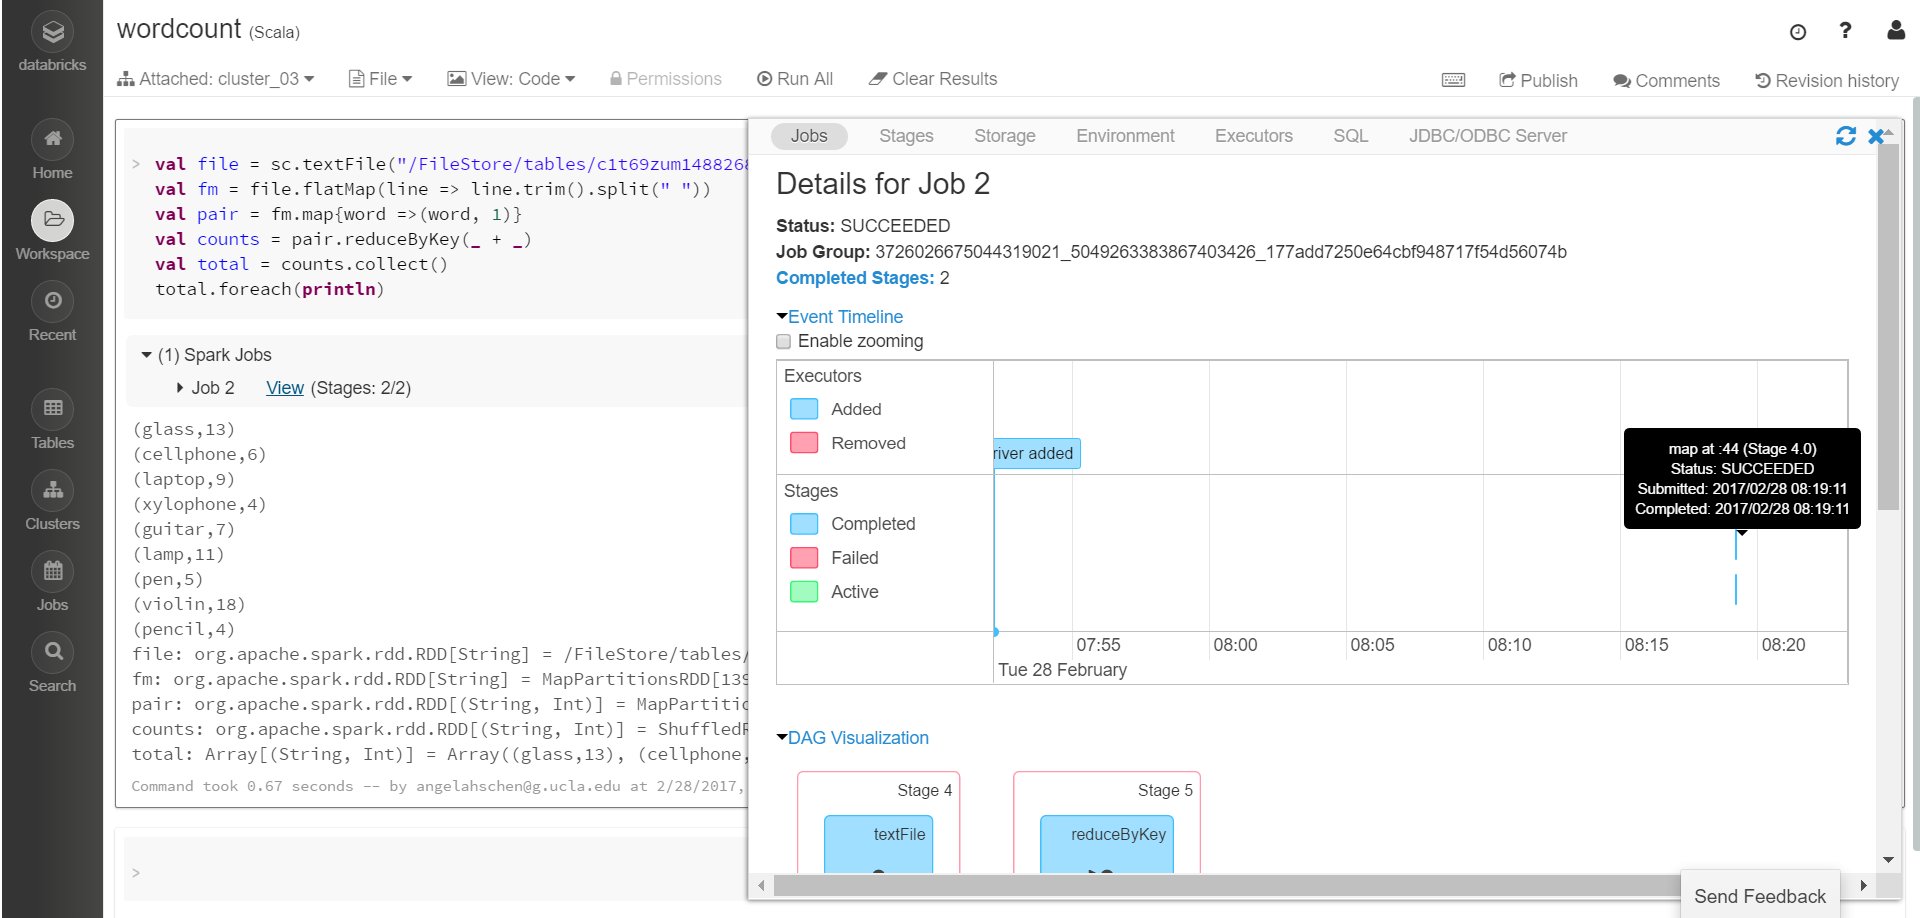 databricks
Home
Workspace
Recent
Tables
Clusters
Jobs
Search
wordcount (Scala)
?
Attached: cluster_03
File
View: Code
Permissions
Run All
Clear Results
Publish
Comments
Revision history
> val file = sc.textFile("/FileStore/tables/c1t69zum148826
val fm = file.flatMap(line => line.trim().split(" "))
val pair = fm.map{word =>(word, 1)}
val counts = pair.reduceByKey(_ + _)
val total = counts.collect()
total.foreach(println)
(1) Spark Jobs
Job 2 View (Stages: 2/2)
(glass,13)
(cellphone,6)
(laptop,9)
(xylophone,4)
(guitar,7)
(lamp,11)
(pen,5)
(violin,18)
(pencil,4)
file: org.apache.spark.rdd.RDD[String] = /FileStore/tables/
fm: org.apache.spark.rdd.RDD[String] = MapPartitionsRDD[139
pair: org.apache.spark.rdd.RDD[(String, Int)] = MapPartitio
counts: org.apache.spark.rdd.RDD[(String, Int)] = Shuffled
total: Array[(String, Int)] = Array((glass,13), (cellphone,
Command took 0.67 seconds -- by angelahschen@g.ucla.edu at 2/28/2017,
>
Jobs
Stages
Storage
Environment
Executors
SQL
JDBC/ODBC Server
Details for Job 2
Status: SUCCEEDED
Job Group: 3726026675044319021_5049263383867403426_177add7250e64cbf948717f54d56074b
Completed Stages: 2
Event Timeline
Enable zooming
Executors
Added
Removed
river added
Stages
Completed
Failed
Active
map at :44 (Stage 4.0)
Status: SUCCEEDED
Submitted: 2017/02/28 08:19:11
Completed: 2017/02/28 08:19:11
07:55
08:00
08:05
08:10
08:15
08:20
Tue 28 February
DAG Visualization
Stage 4
textFile
Stage 5
reduceByKey
Send Feedback